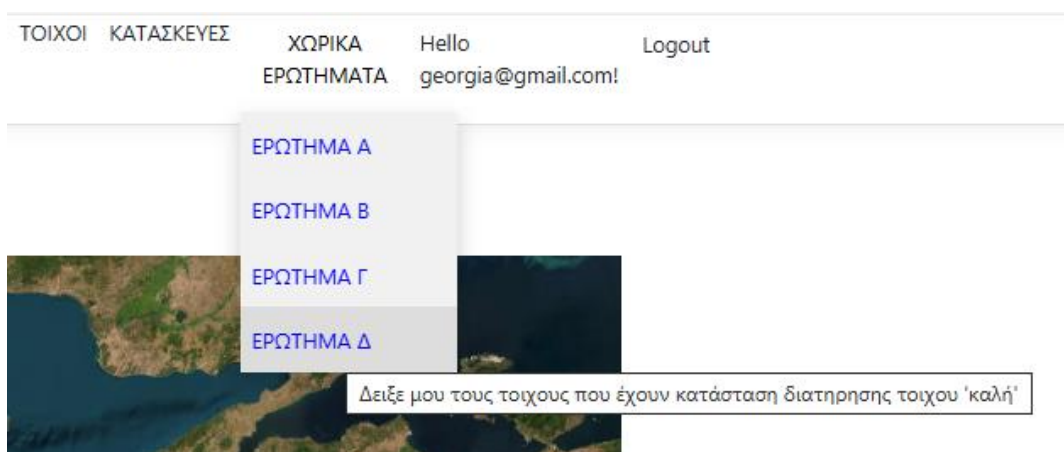 ΤΟΙΧΟΙ ΚΑΤΑΣΚΕΥΕΣ
ΧΩΡΙΚΑ
ΕΡΩΤΗΜΑΤΑ
Hello
georgia@gmail.com!
Logout
ΕΡΩΤΗΜΑ Α
ΕΡΩΤΗΜΑ Β
ΕΡΩΤΗΜΑ Γ
ΕΡΩΤΗΜΑ Δ
Δειξε μου τους τοιχους που έχουν κατάσταση διατηρησης τοιχου 'καλή'